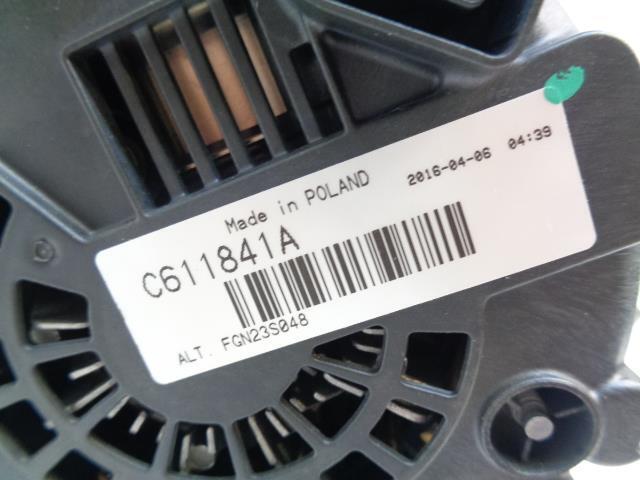 Made in POLAND 2016-04-06 04:39
C611841A
ALT. FGN23S048